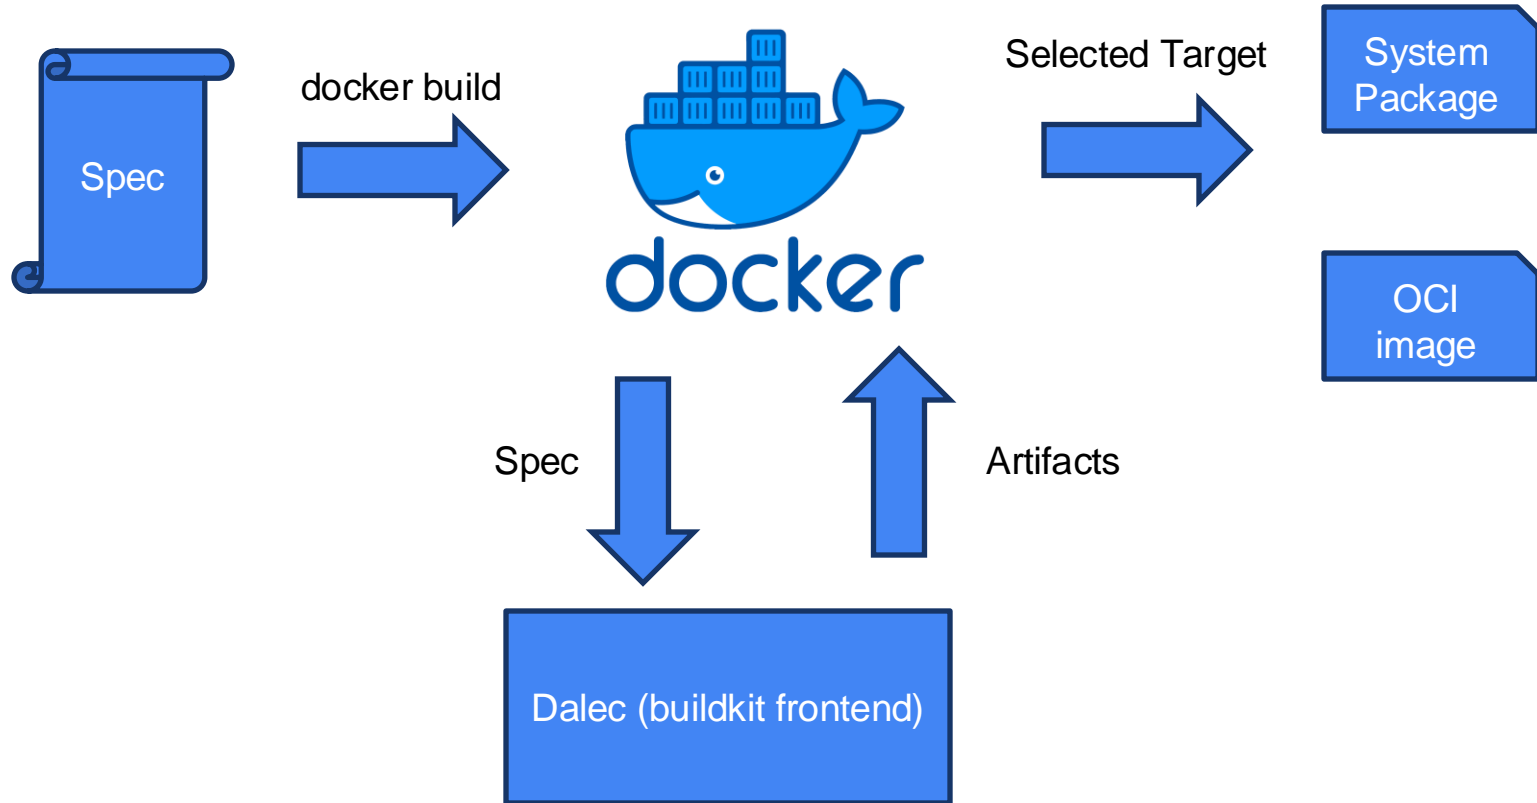 Spec
docker build
docker
Selected Target
System
Package
OCI
image
Spec
Artifacts
Dalec (buildkit frontend)